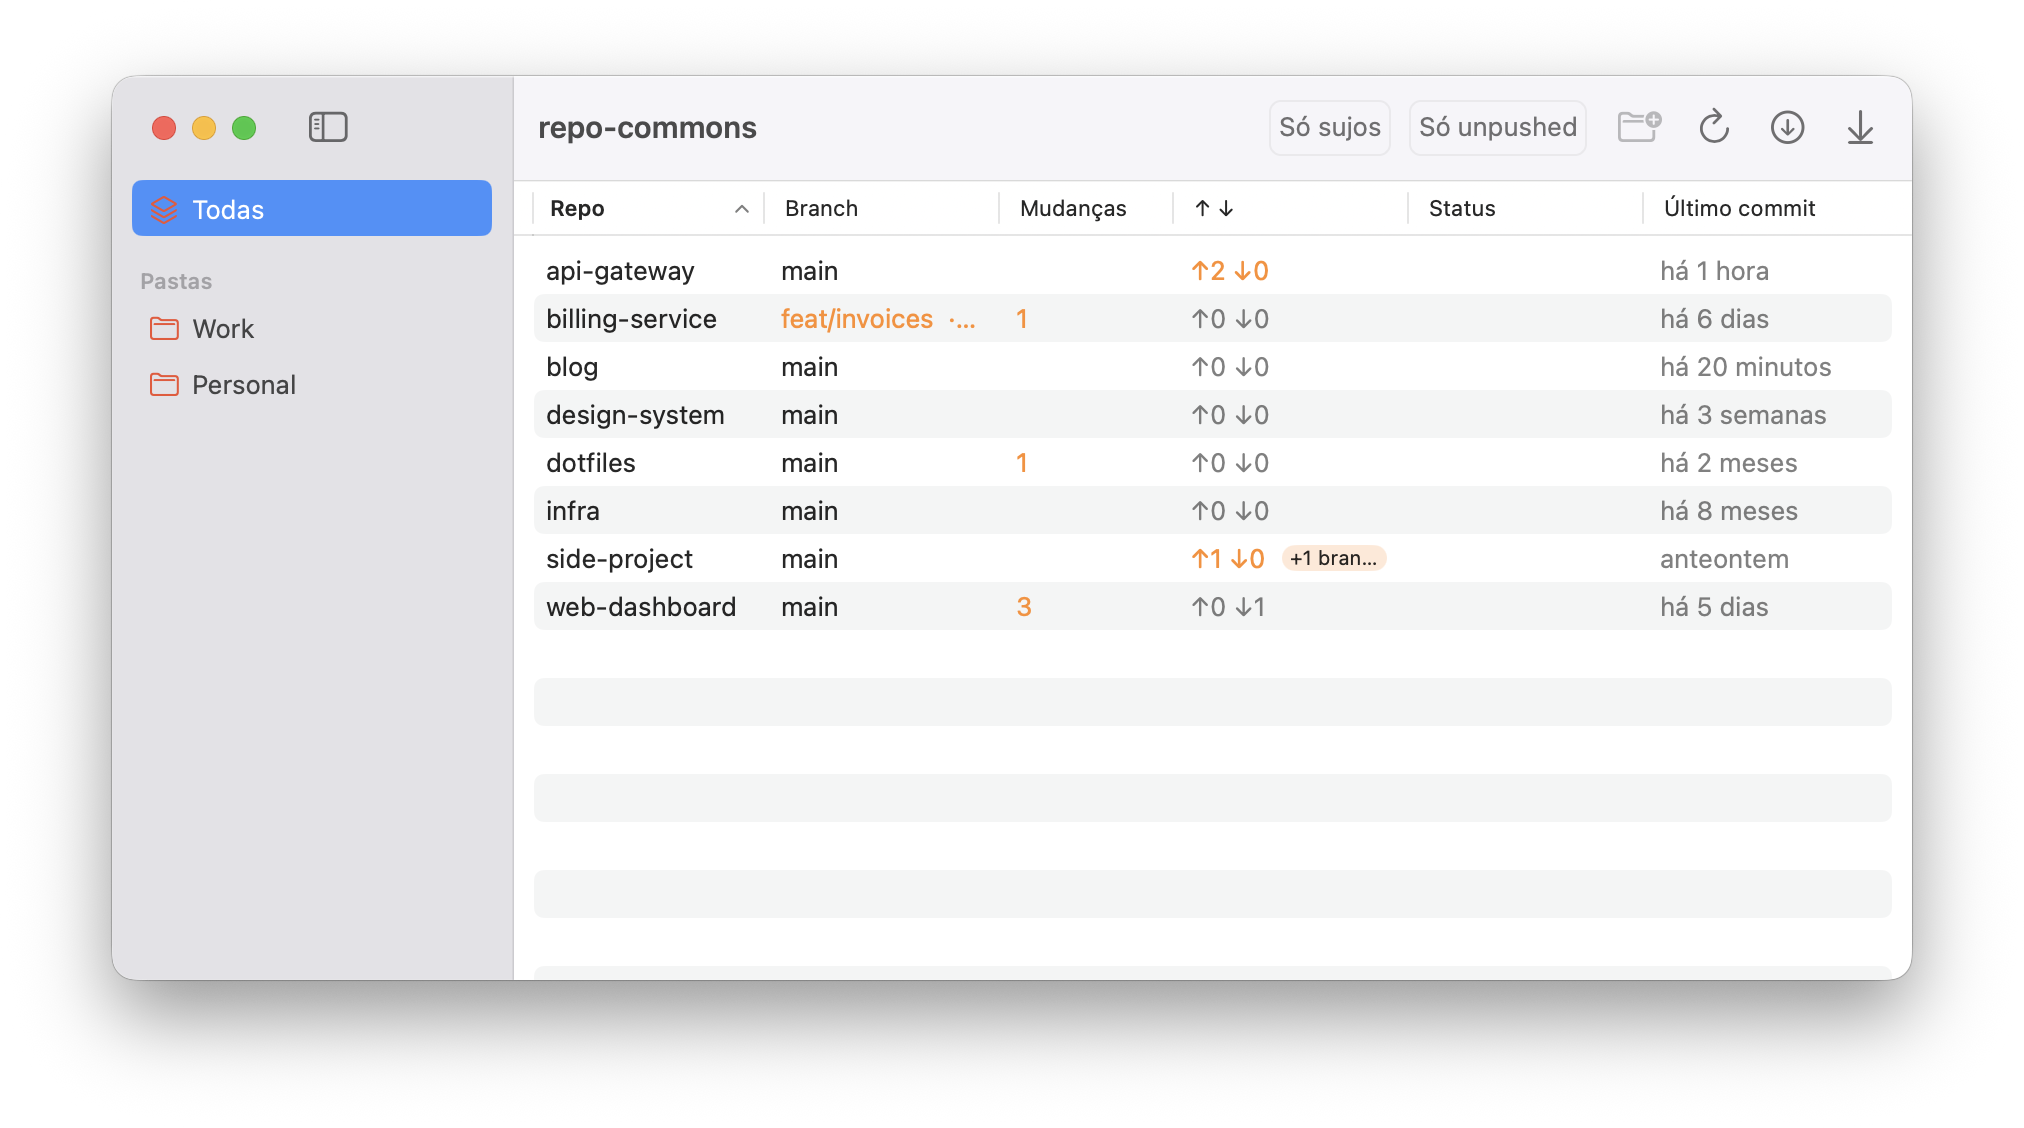 repo-commons
Só sujos
Só unpushed
Todas
Pastas
Work
Personal
Repo Branch Mudanças ↑ ↓ Status Último commit
api-gateway main ↑2 ↓0 há 1 hora
billing-service feat/invoices ·… 1 ↑0 ↓0 há 6 dias
blog main ↑0 ↓0 há 20 minutos
design-system main ↑0 ↓0 há 3 semanas
dotfiles main 1 ↑0 ↓0 há 2 meses
infra main ↑0 ↓0 há 8 meses
side-project main ↑1 ↓0 +1 bran… anteontem
web-dashboard main 3 ↑0 ↓1 há 5 dias